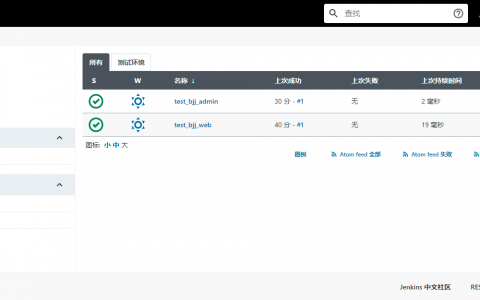 查找
所有 测试环境
S W 名称 ↓ 上次成功 上次失败 上次持续时间
test_bjj_admin 30 分 - #1 无 2 毫秒
test_bjj_web 40 分 - #1 无 19 毫秒
图标: 小 中 大
图例 Atom feed 全部 Atom feed 失败
Jenkins 中文社区 RES